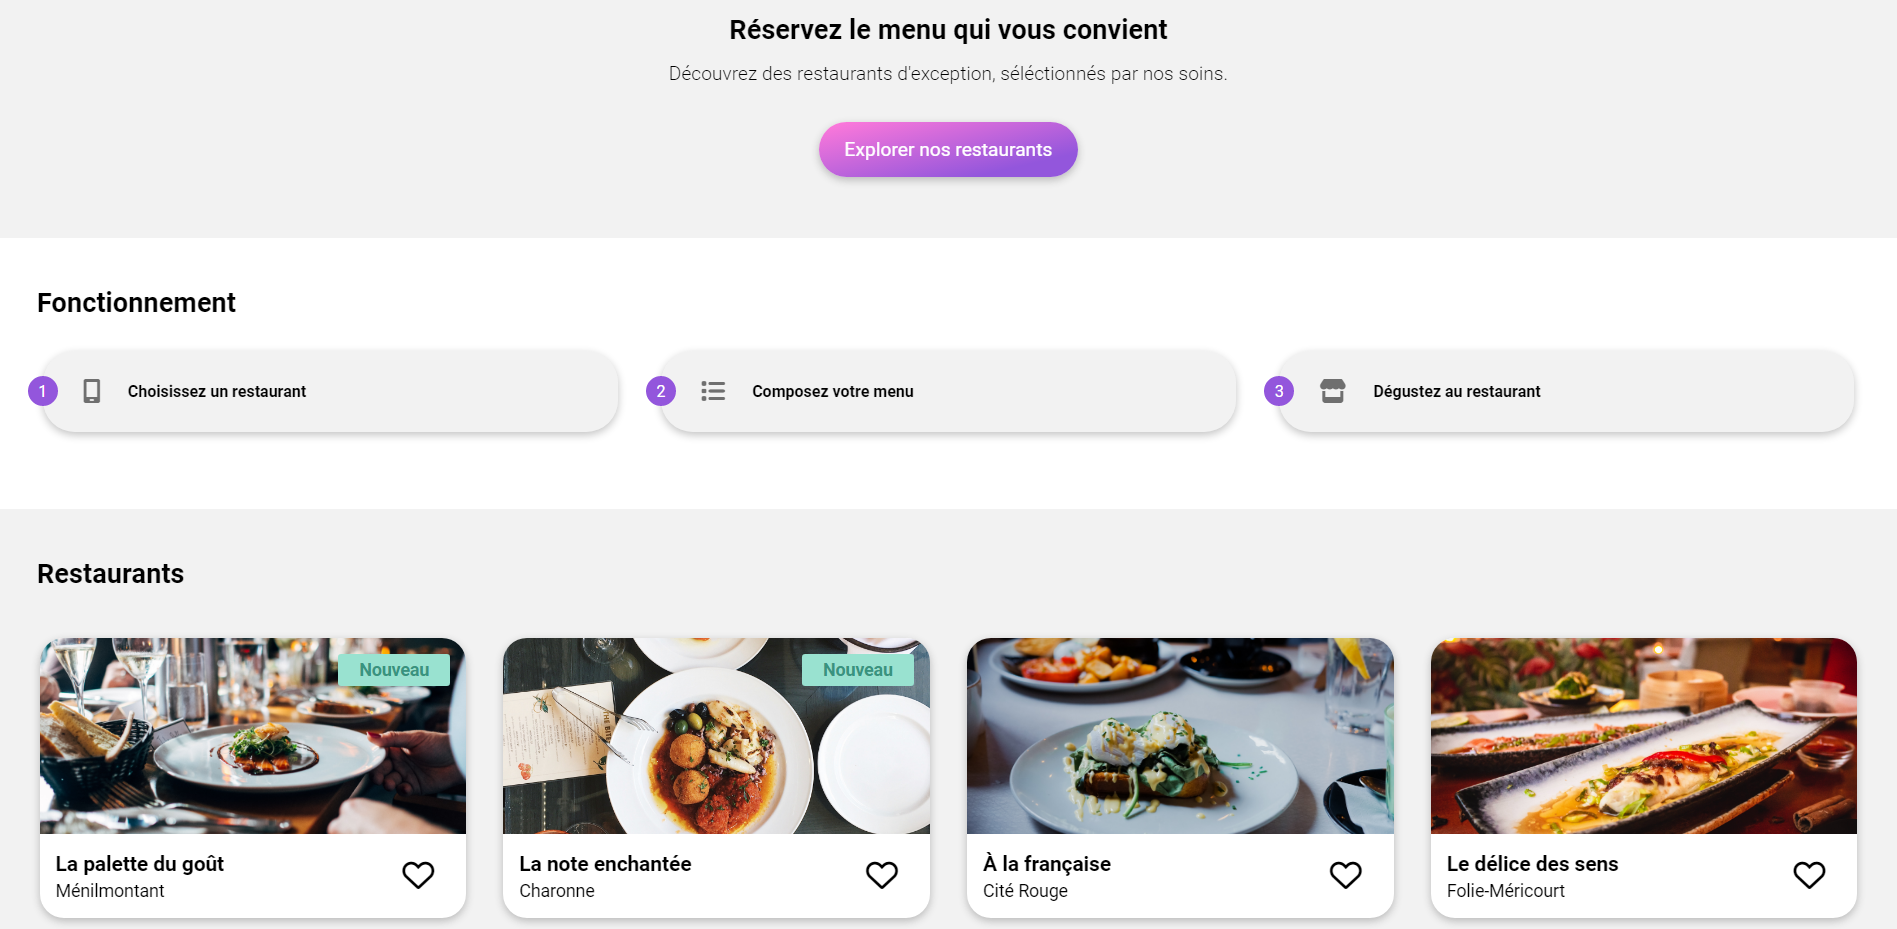 Réservez le menu qui vous convient
Découvrez des restaurants d'exception, séléctionnés par nos soins.
Explorer nos restaurants
Fonctionnement
1 Choisissez un restaurant
2 Composez votre menu
3 Dégustez au restaurant
Restaurants
Nouveau
La palette du goût
Ménilmontant
Nouveau
La note enchantée
Charonne
À la française
Cité Rouge
Le délice des sens
Folie-Méricourt